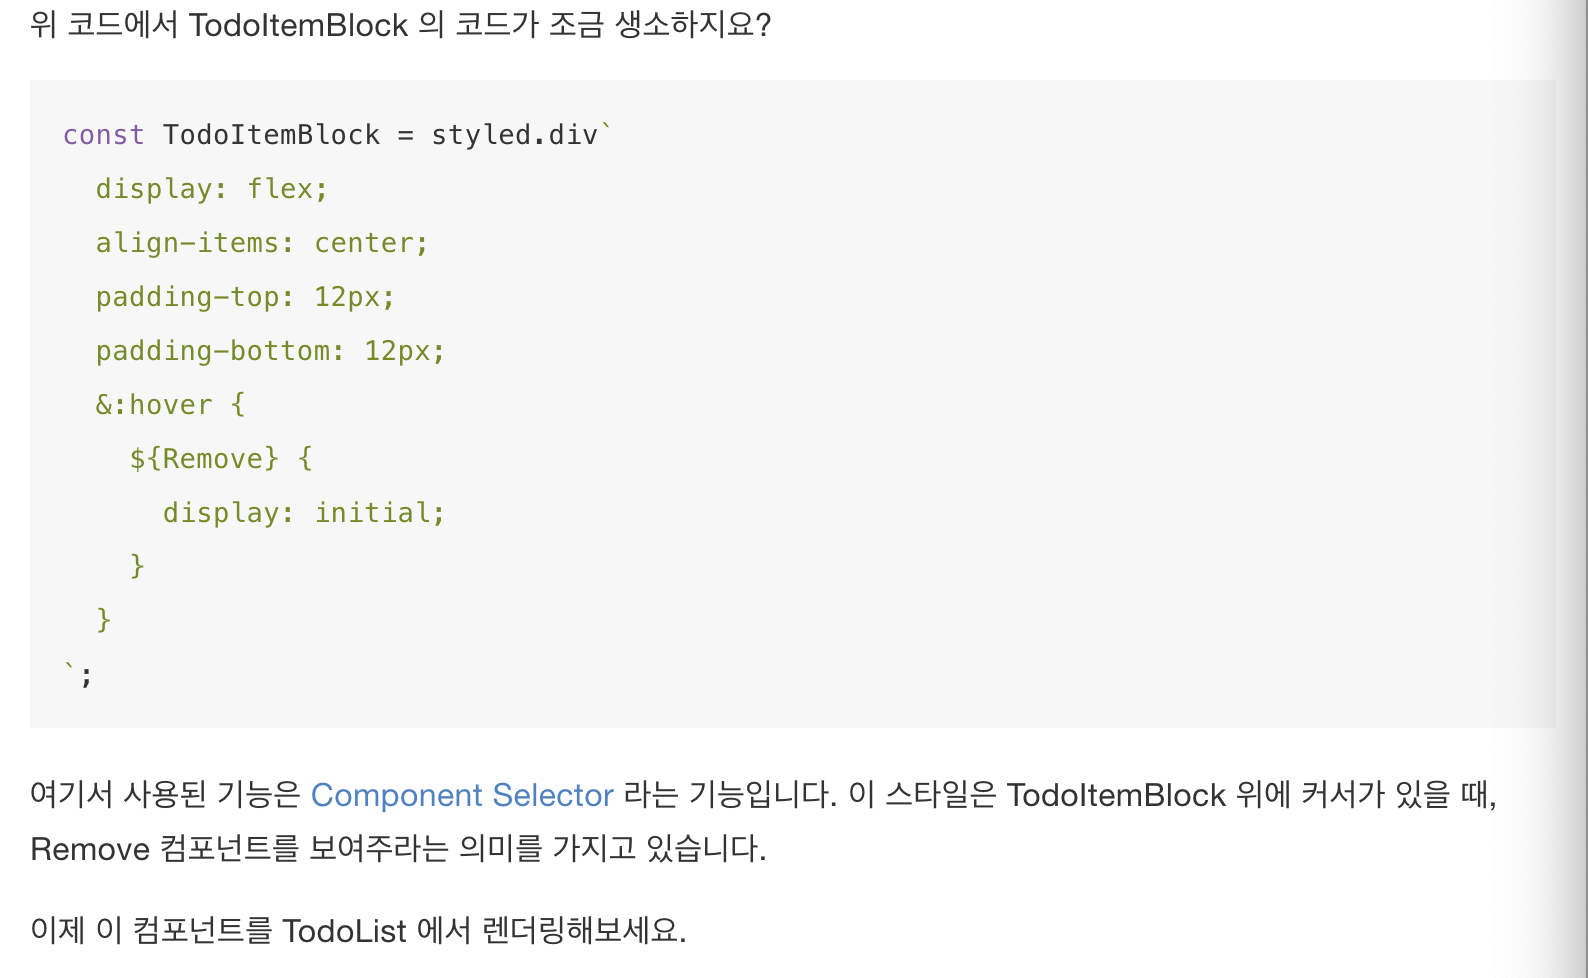 위 코드에서 TodoItemBlock 의 코드가 조금 생소하지요?
const TodoItemBlock = styled.div`
  display: flex;
  align-items: center;
  padding-top: 12px;
  padding-bottom: 12px;
  &:hover {
    ${Remove} {
      display: initial;
    }
  }
`;
여기서 사용된 기능은 Component Selector 라는 기능입니다. 이 스타일은 TodoItemBlock 위에 커서가 있을 때,
Remove 컴포넌트를 보여주라는 의미를 가지고 있습니다.
이제 이 컴포넌트를 TodoList 에서 렌더링해보세요.